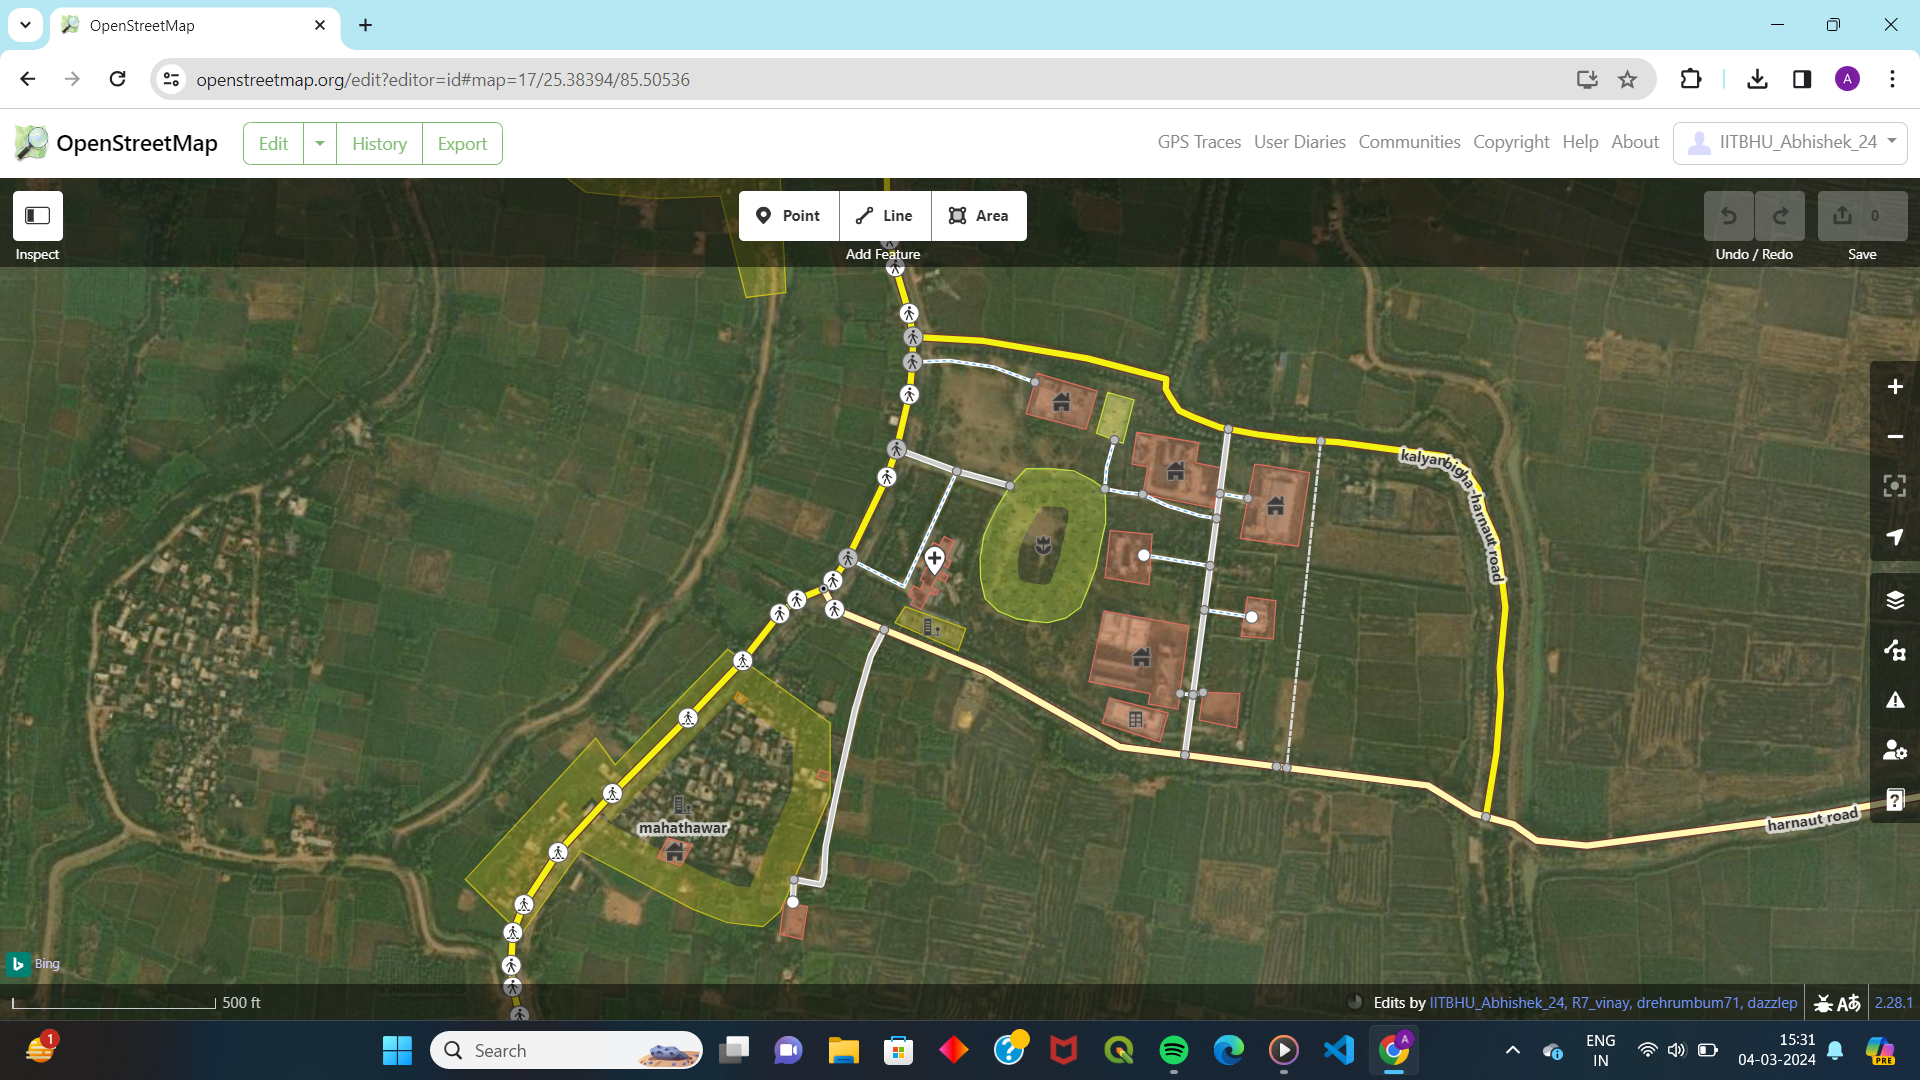 OpenStreetMap
openstreetmap.org/edit?editor=id#map=17/25.38394/85.50536
A
OpenStreetMap
Edit
History
Export
GPS Traces
User Diaries
Communities
Copyright
Help
About
IITBHU_Abhishek_24
Inspect
Point
Line
Area
Add Feature
Undo / Redo
0
Save
kalyanbigha-harnaut road
mahathawar
harnaut road
b Bing
500 ft
Edits by IITBHU_Abhishek_24, R7_vinay, drehrumbum71, dazzlep
2.28.1
1
Search
A
ENG
IN
15:31
04-03-2024
PRE